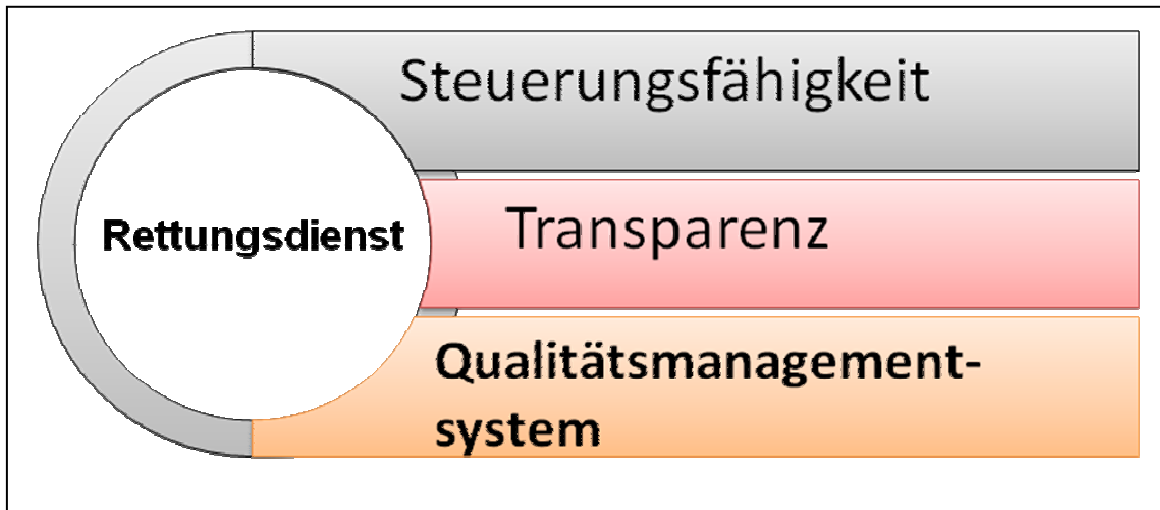 Steuerungsfähigkeit
Rettungsdienst
Transparenz
Qualitätsmanagement-
system